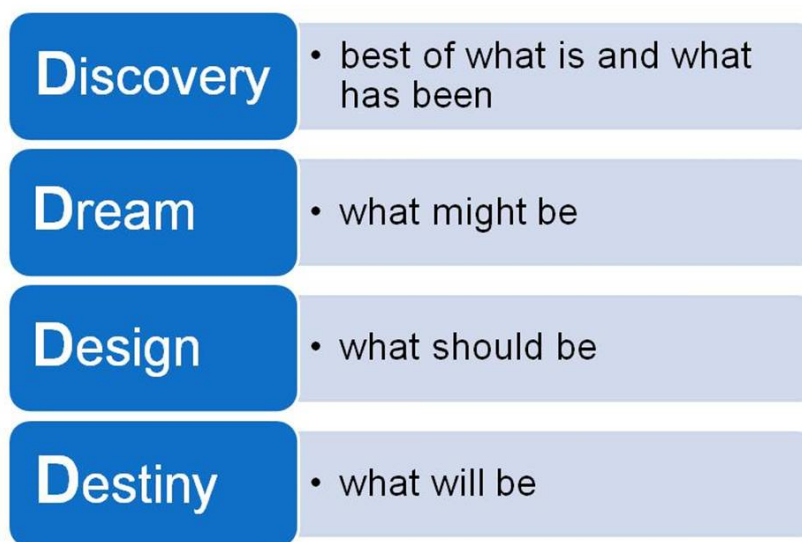 Discovery
• best of what is and what
has been
Dream
• what might be
Design
• what should be
Destiny
• what will be